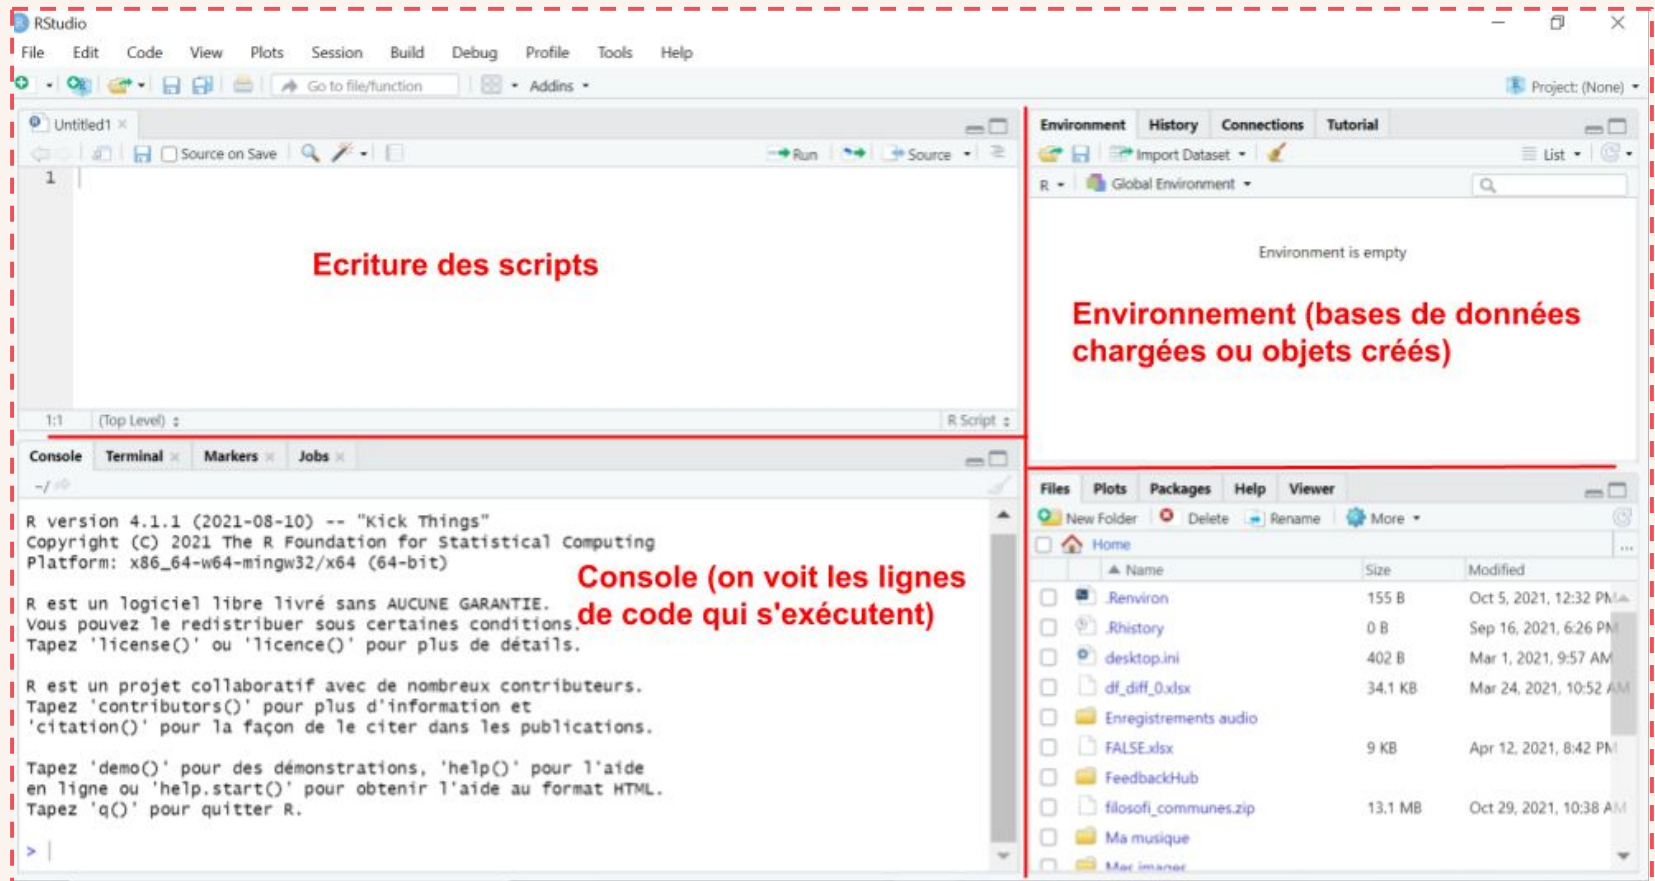 RStudio
File Edit Code View Plots Session Build Debug Profile Tools Help
Go to file/function Addins Project: (None)
Untitled1
Source on Save Run Source
1
Ecriture des scripts
1:1 (Top Level) R Script
Console Terminal Markers Jobs
~/
R version 4.1.1 (2021-08-10) -- "Kick Things"
Copyright (C) 2021 The R Foundation for Statistical Computing
Platform: x86_64-w64-mingw32/x64 (64-bit)
R est un logiciel libre livré sans AUCUNE GARANTIE.
Vous pouvez le redistribuer sous certaines conditions.
Tapez 'license()' ou 'licence()' pour plus de détails.
R est un projet collaboratif avec de nombreux contributeurs.
Tapez 'contributors()' pour plus d'information et
'citation()' pour la façon de le citer dans les publications.
Tapez 'demo()' pour des démonstrations, 'help()' pour l'aide
en ligne ou 'help.start()' pour obtenir l'aide au format HTML.
Tapez 'q()' pour quitter R.
>
Console (on voit les lignes
de code qui s'exécutent)
Environment History Connections Tutorial
Import Dataset List
R Global Environment
Environment is empty
Environnement (bases de données
chargées ou objets créés)
Files Plots Packages Help Viewer
New Folder Delete Rename More
Home ...
Name Size Modified
.Renviron 155 B Oct 5, 2021, 12:32 PM
.Rhistory 0 B Sep 16, 2021, 6:26 PM
desktop.ini 402 B Mar 1, 2021, 9:57 AM
df_diff_0.xlsx 34.1 KB Mar 24, 2021, 10:52 AM
Enregistrements audio
FALSE.xlsx 9 KB Apr 12, 2021, 8:42 PM
FeedbackHub
filosofi_communes.zip 13.1 MB Oct 29, 2021, 10:38 AM
Ma musique
Mes images